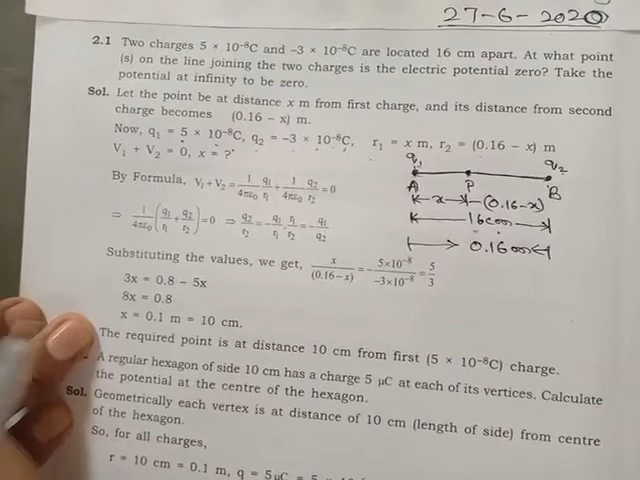 27-6-2020
2.1 Two charges 5 × 10⁻⁸C and –3 × 10⁻⁸C are located 16 cm apart. At what point
(s) on the line joining the two charges is the electric potential zero? Take the
potential at infinity to be zero.
Sol. Let the point be at distance x m from first charge, and its distance from second
charge becomes (0.16 – x) m.
Now, q₁ = 5 × 10⁻⁸C, q₂ = –3 × 10⁻⁸C, r₁ = x m, r₂ = (0.16 – x) m
V₁ + V₂ = 0, x = ?
q₁ q₂
A P B
x (0.16-x)
16cm
0.16
By Formula, V₁ + V₂ = 1/4πε₀ q₁/r₁ + 1/4πε₀ q₂/r₂ = 0
⇒ 1/4πε₀ (q₁/r₁ + q₂/r₂) = 0 ⇒ q₂/r₂ = –q₁/r₁ . r₁/r₂ = –q₁/q₂
Substituting the values, we get, x/(0.16–x) = –5×10⁻⁸/–3×10⁻⁸ = 5/3
3x = 0.8 – 5x
8x = 0.8
x = 0.1 m = 10 cm.
The required point is at distance 10 cm from first (5 × 10⁻⁸C) charge.
A regular hexagon of side 10 cm has a charge 5 μC at each of its vertices. Calculate
the potential at the centre of the hexagon.
Sol. Geometrically each vertex is at distance of 10 cm (length of side) from centre
of the hexagon.
So, for all charges,
r = 10 cm = 0.1 m, q = 5μC = 5